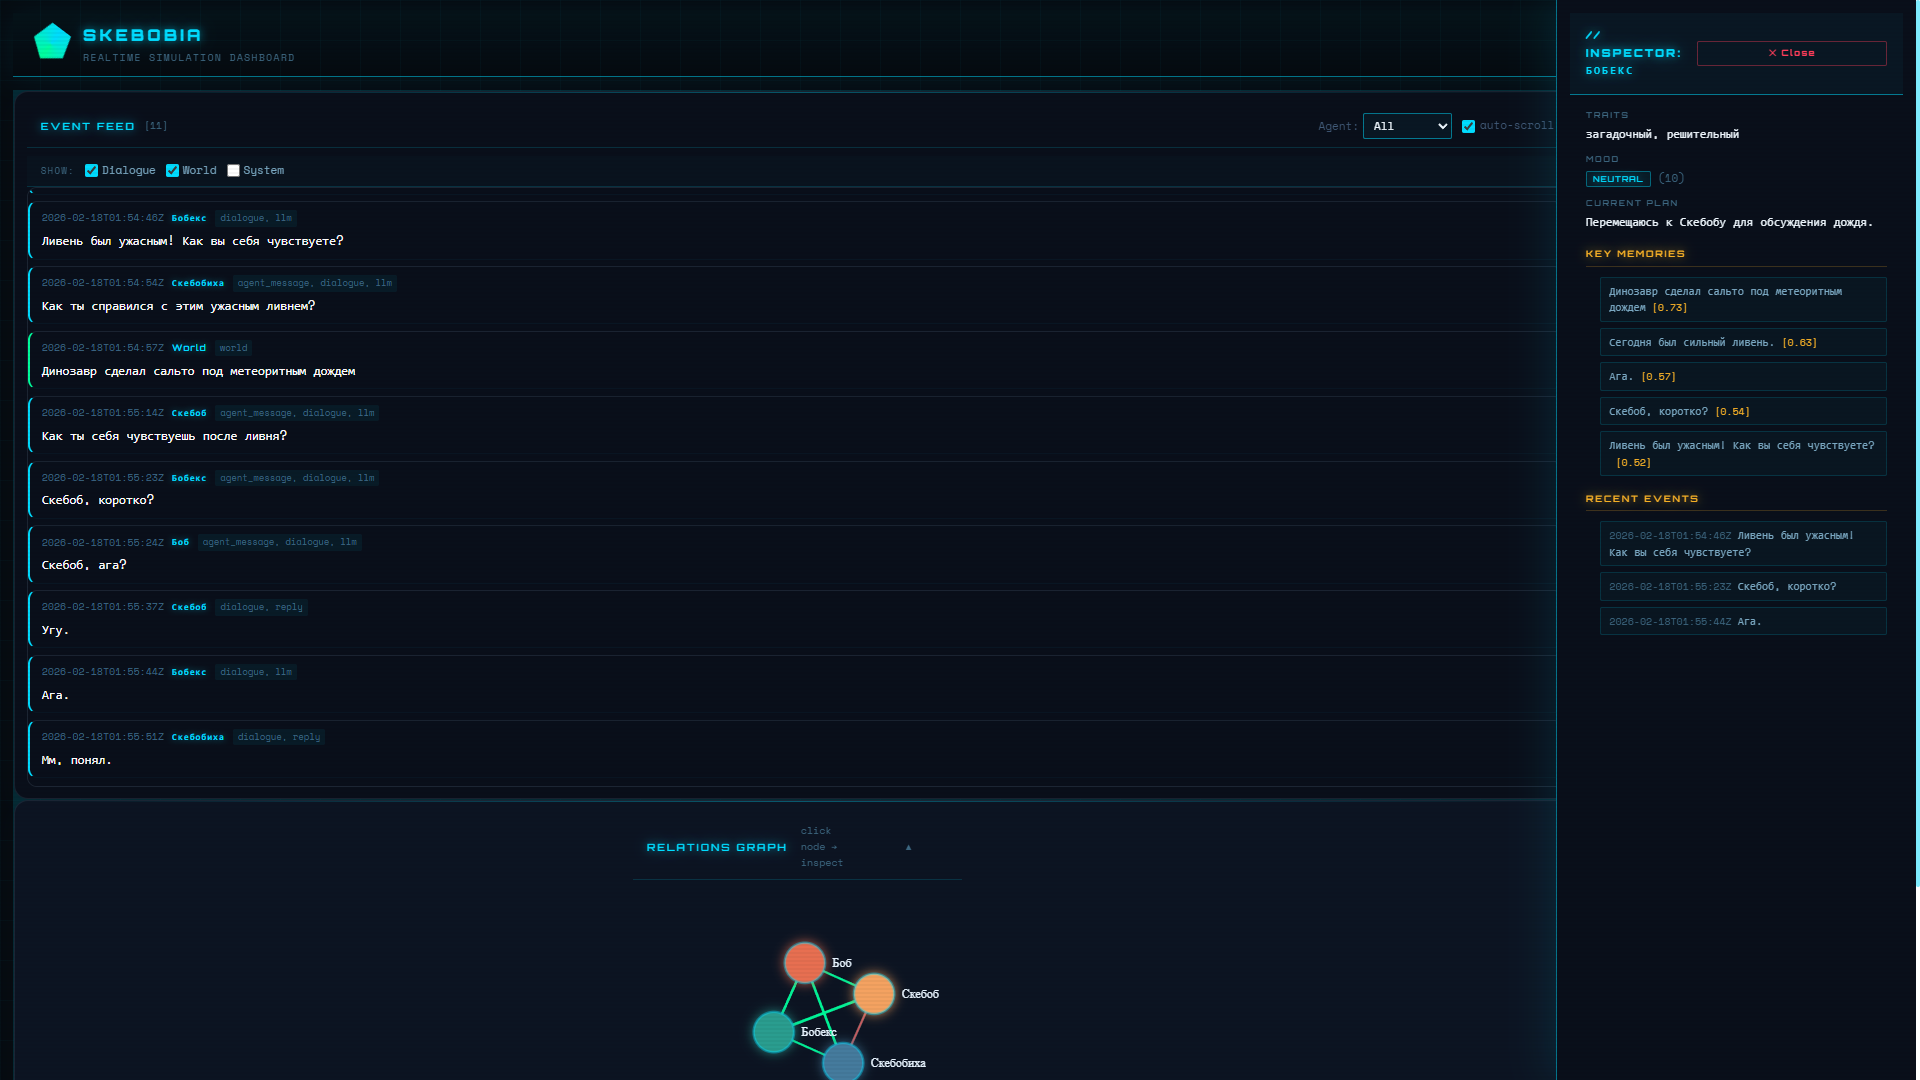 SKEBOBIA
REALTIME SIMULATION DASHBOARD
EVENT FEED [11]
Agent: All auto-scroll
SHOW: Dialogue World System
2026-02-18T01:54:46Z Бобекс dialogue, llm
Ливень был ужасным! Как вы себя чувствуете?
2026-02-18T01:54:54Z Скебобиха agent_message, dialogue, llm
Как ты справился с этим ужасным ливнем?
2026-02-18T01:54:57Z World world
Динозавр сделал сальто под метеоритным дождем
2026-02-18T01:55:14Z Скебоб agent_message, dialogue, llm
Как ты себя чувствуешь после ливня?
2026-02-18T01:55:23Z Бобекс agent_message, dialogue, llm
Скебоб, коротко?
2026-02-18T01:55:24Z Боб agent_message, dialogue, llm
Скебоб, ага?
2026-02-18T01:55:37Z Скебоб dialogue, reply
Угу.
2026-02-18T01:55:44Z Бобекс dialogue, llm
Ага.
2026-02-18T01:55:51Z Скебобиха dialogue, reply
Мм, понял.
RELATIONS GRAPH
click
node →
inspect
▲
Боб
Скебоб
Бобекс
Скебобиха
//
INSPECTOR:
БОБЕКС
✕ Close
TRAITS
загадочный, решительный
MOOD
NEUTRAL (10)
CURRENT PLAN
Перемещаюсь к Скебобу для обсуждения дождя.
KEY MEMORIES
Динозавр сделал сальто под метеоритным
дождем [0.73]
Сегодня был сильный ливень. [0.63]
Ага. [0.57]
Скебоб, коротко? [0.54]
Ливень был ужасным! Как вы себя чувствуете?
[0.52]
RECENT EVENTS
2026-02-18T01:54:46Z Ливень был ужасным!
Как вы себя чувствуете?
2026-02-18T01:55:23Z Скебоб, коротко?
2026-02-18T01:55:44Z Ага.